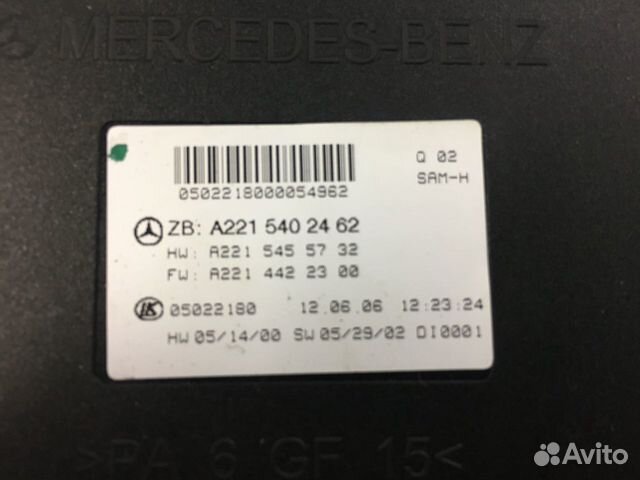 MERCEDES-BENZ
Q 02
SAM-H
0502218000054962
ZB: A221 540 24 62
HW: A221 545 57 32
FW: A221 442 23 00
LK 05022180 12.06.06 12:23:24
HW 05/14/00 SW 05/29/02 DI0001
>PA 6 GF 15<
Avito